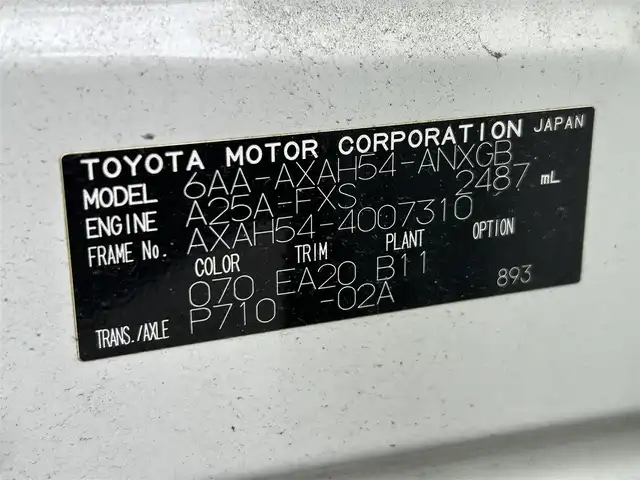 TOYOTA MOTOR CORPORATION JAPAN
MODEL 6AA-AXAH54-ANXGB
ENGINE A25A-FXS 2487 mL
FRAME No. AXAH54-4007310
COLOR TRIM PLANT OPTION
070 EA20 B11 893
TRANS./AXLE P710 -02A